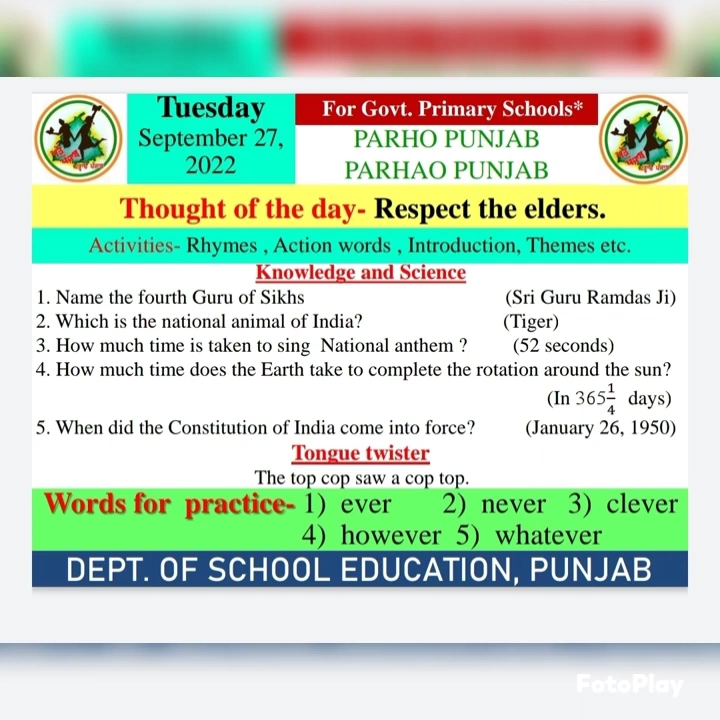 Tuesday
September 27,
2022
For Govt. Primary Schools*
PARHO PUNJAB
PARHAO PUNJAB
Thought of the day- Respect the elders.
Activities- Rhymes , Action words , Introduction, Themes etc.
Knowledge and Science
1. Name the fourth Guru of Sikhs (Sri Guru Ramdas Ji)
2. Which is the national animal of India? (Tiger)
3. How much time is taken to sing National anthem ? (52 seconds)
4. How much time does the Earth take to complete the rotation around the sun?
(In 365 1/4 days)
5. When did the Constitution of India come into force? (January 26, 1950)
Tongue twister
The top cop saw a cop top.
Words for practice- 1) ever 2) never 3) clever
4) however 5) whatever
DEPT. OF SCHOOL EDUCATION, PUNJAB
FotoPlay